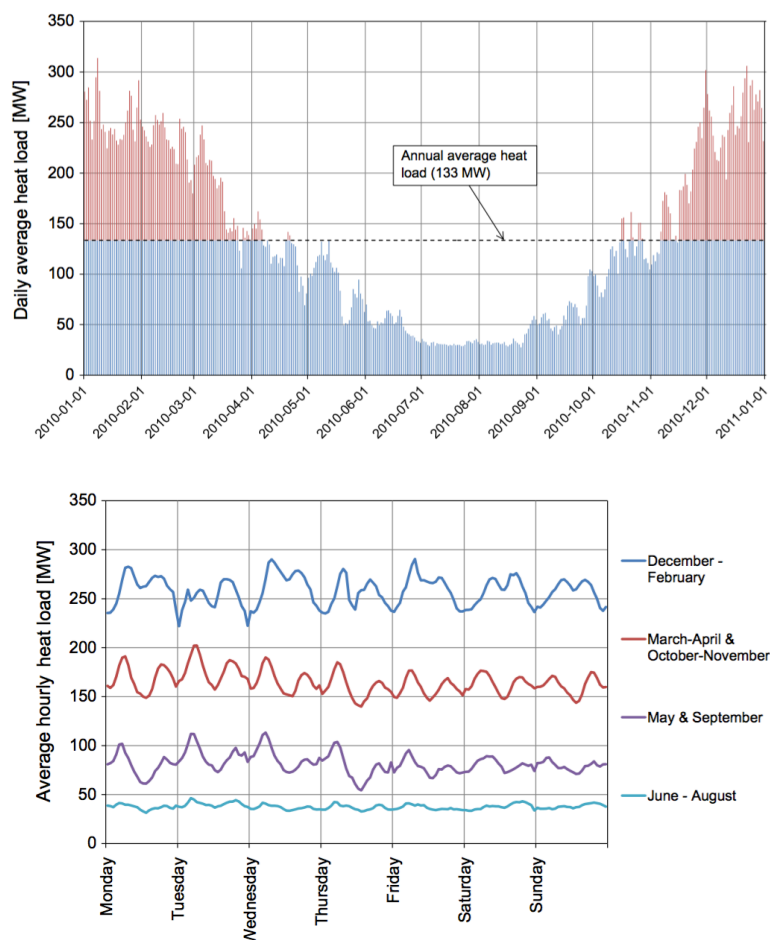 350
300
250
200
150
100
50
0
Daily average heat load [MW]
Annual average heat
load (133 MW)
2010-01-01
2010-02-01
2010-03-01
2010-04-01
2010-05-01
2010-06-01
2010-07-01
2010-08-01
2010-09-01
2010-10-01
2010-11-01
2010-12-01
2011-01-01
350
300
250
200
150
100
50
0
Average hourly heat load [MW]
Monday
Tuesday
Wednesday
Thursday
Friday
Saturday
Sunday
December -
February
March-April &
October-November
May & September
June - August